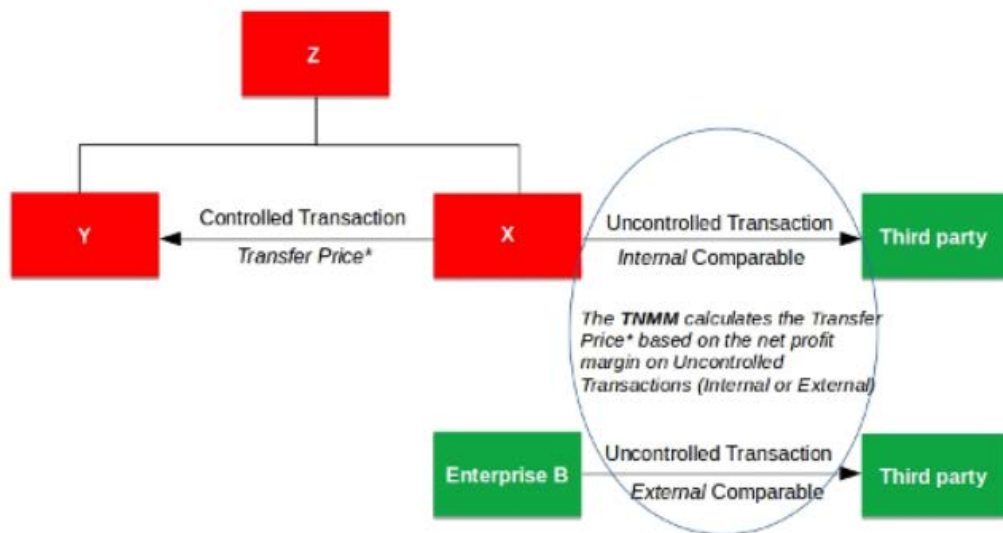 Z
Y
Controlled Transaction
Transfer Price*
X
Uncontrolled Transaction
Internal Comparable
Third party
The TNMM calculates the Transfer
Price* based on the net profit
margin on Uncontrolled
Transactions (Internal or External)
Enterprise B
Uncontrolled Transaction
External Comparable
Third party